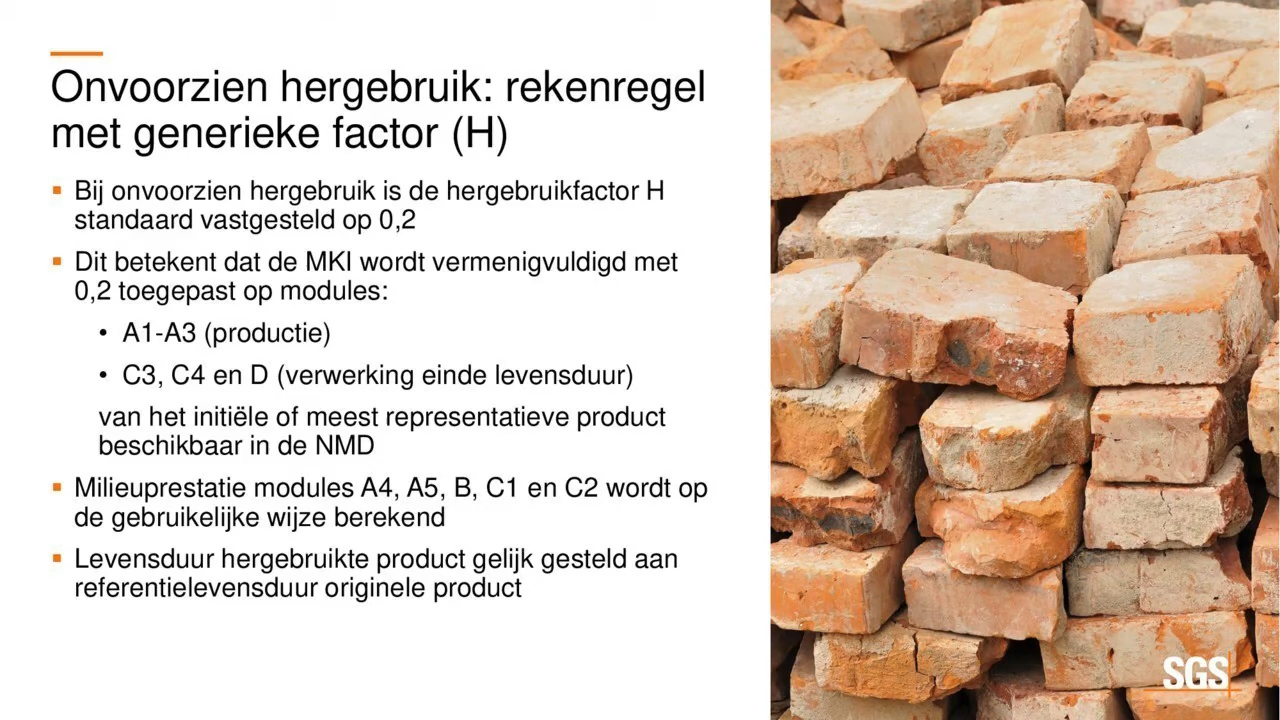 Onvoorzien hergebruik: rekenregel
met generieke factor (H)
▪ Bij onvoorzien hergebruik is de hergebruikfactor H
standaard vastgesteld op 0,2
▪ Dit betekent dat de MKI wordt vermenigvuldigd met
0,2 toegepast op modules:
• A1-A3 (productie)
• C3, C4 en D (verwerking einde levensduur)
van het initiële of meest representatieve product
beschikbaar in de NMD
▪ Milieuprestatie modules A4, A5, B, C1 en C2 wordt op
de gebruikelijke wijze berekend
▪ Levensduur hergebruikte product gelijk gesteld aan
referentielevensduur originele product
SGS